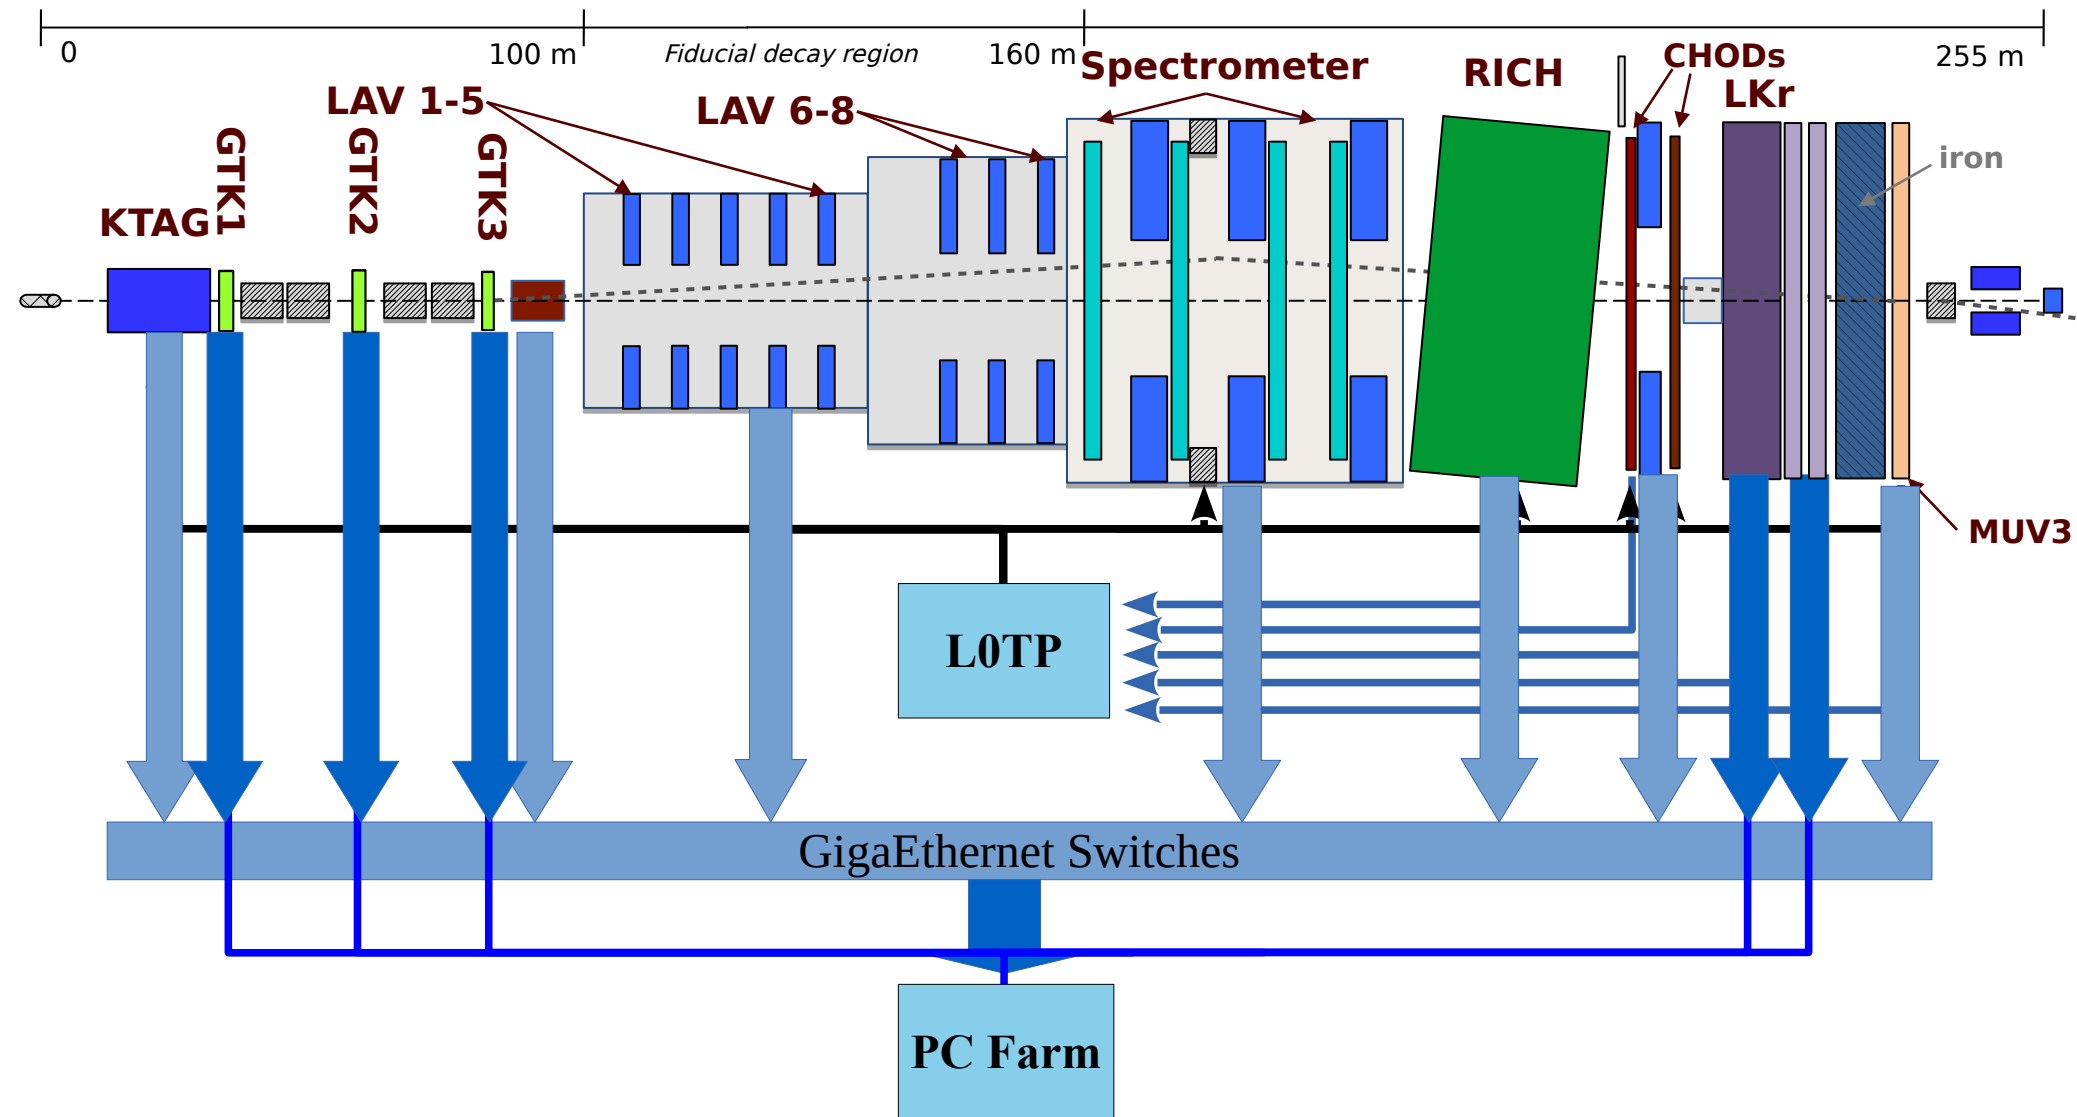 0
100 m
Fiducial decay region
160 m
255 m
Spectrometer
RICH
CHODs
LKr
LAV 1-5
LAV 6-8
GTK1
GTK2
GTK3
KTAG
iron
MUV3
L0TP
GigaEthernet Switches
PC Farm